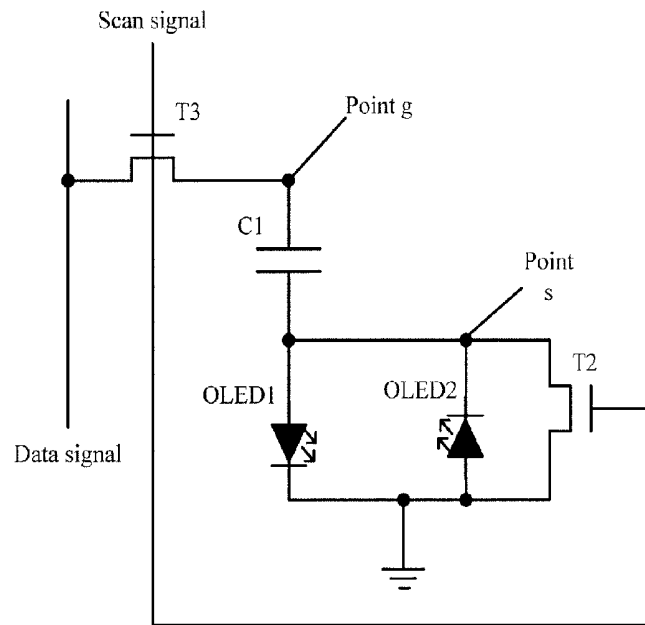 Scan signal
T3
Point g
C1
Point
s
T2
OLED1
OLED2
Data signal